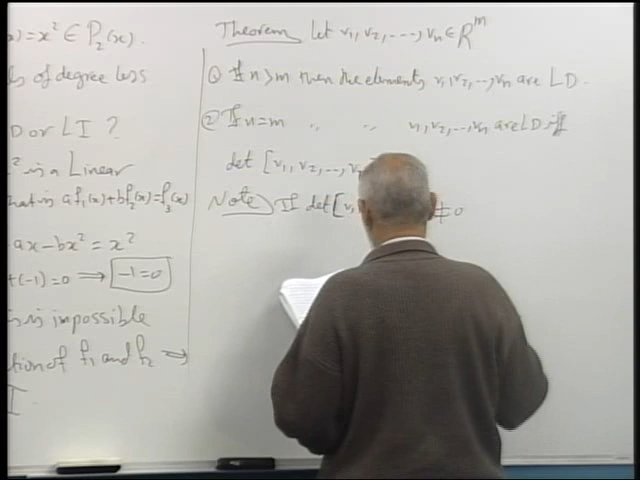 x) = x² ∈ P₂(x).
ls of degree less
D or LI ?
² is a Linear
that is af₁(x)+bf₂(x)=f₃(x)
ax-bx² = x²
+(-1)=0 ⟹ -1=0
is impossible
tion of f₁ and f₂ ⟹
I
Theorem Let v₁, v₂, ..., vₙ ∈ Rᵐ
① If n>m then the elements v₁, v₂, ..., vₙ are LD.
② If n=m " " v₁, v₂, ..., vₙ are LD iff
det [v₁, v₂, ..., vₙ
Note If det [v₁ ≠ 0